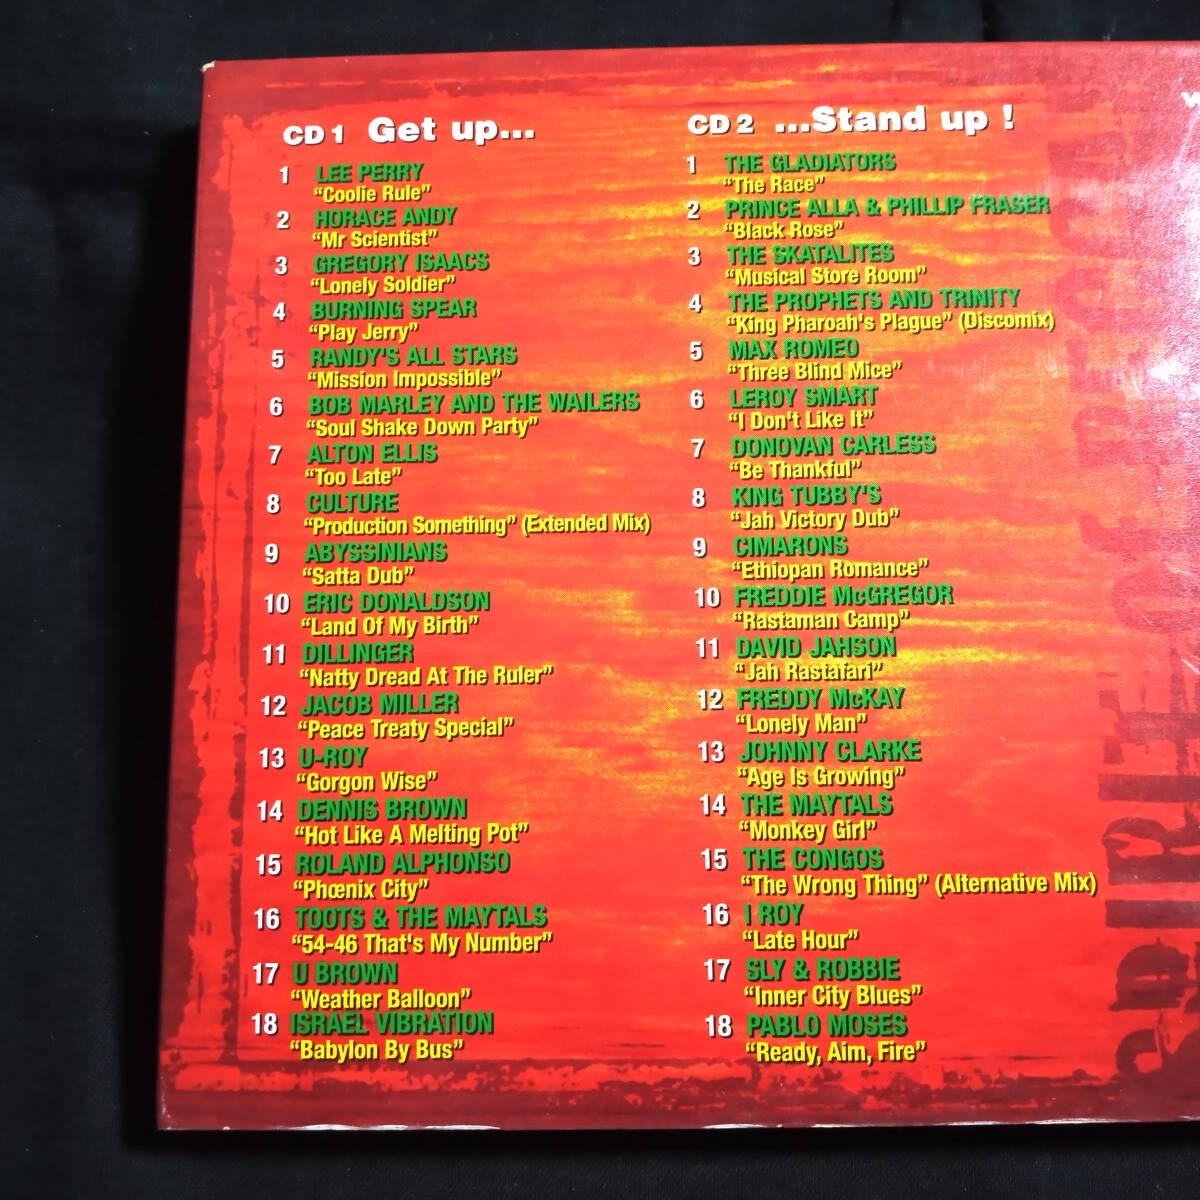 CD 1 Get up...
1 LEE PERRY
“Coolie Rule”
2 HORACE ANDY
“Mr Scientist”
3 GREGORY ISAACS
“Lonely Soldier”
4 BURNING SPEAR
“Play Jerry”
5 RANDY'S ALL STARS
“Mission Impossible”
6 BOB MARLEY AND THE WAILERS
“Soul Shake Down Party”
7 ALTON ELLIS
“Too Late”
8 CULTURE
“Production Something” (Extended Mix)
9 ABYSSINIANS
“Satta Dub”
10 ERIC DONALDSON
“Land Of My Birth”
11 DILLINGER
“Natty Dread At The Ruler”
12 JACOB MILLER
“Peace Treaty Special”
13 U-ROY
“Gorgon Wise”
14 DENNIS BROWN
“Hot Like A Melting Pot”
15 ROLAND ALPHONSO
“Phœnix City”
16 TOOTS & THE MAYTALS
“54-46 That's My Number”
17 U BROWN
“Weather Balloon”
18 ISRAEL VIBRATION
“Babylon By Bus”
CD 2 ...Stand up !
1 THE GLADIATORS
“The Race”
2 PRINCE ALLA & PHILLIP FRASER
“Black Rose”
3 THE SKATALITES
“Musical Store Room”
4 THE PROPHETS AND TRINITY
“King Pharoah's Plague” (Discomix)
5 MAX ROMEO
“Three Blind Mice”
6 LEROY SMART
“I Don't Like It”
7 DONOVAN CARLESS
“Be Thankful”
8 KING TUBBY'S
“Jah Victory Dub”
9 CIMARONS
“Ethiopan Romance”
10 FREDDIE McGREGOR
“Rastaman Camp”
11 DAVID JAHSON
“Jah Rastafari”
12 FREDDY McKAY
“Lonely Man”
13 JOHNNY CLARKE
“Age Is Growing”
14 THE MAYTALS
“Monkey Girl”
15 THE CONGOS
“The Wrong Thing” (Alternative Mix)
16 I ROY
“Late Hour”
17 SLY & ROBBIE
“Inner City Blues”
18 PABLO MOSES
“Ready, Aim, Fire”